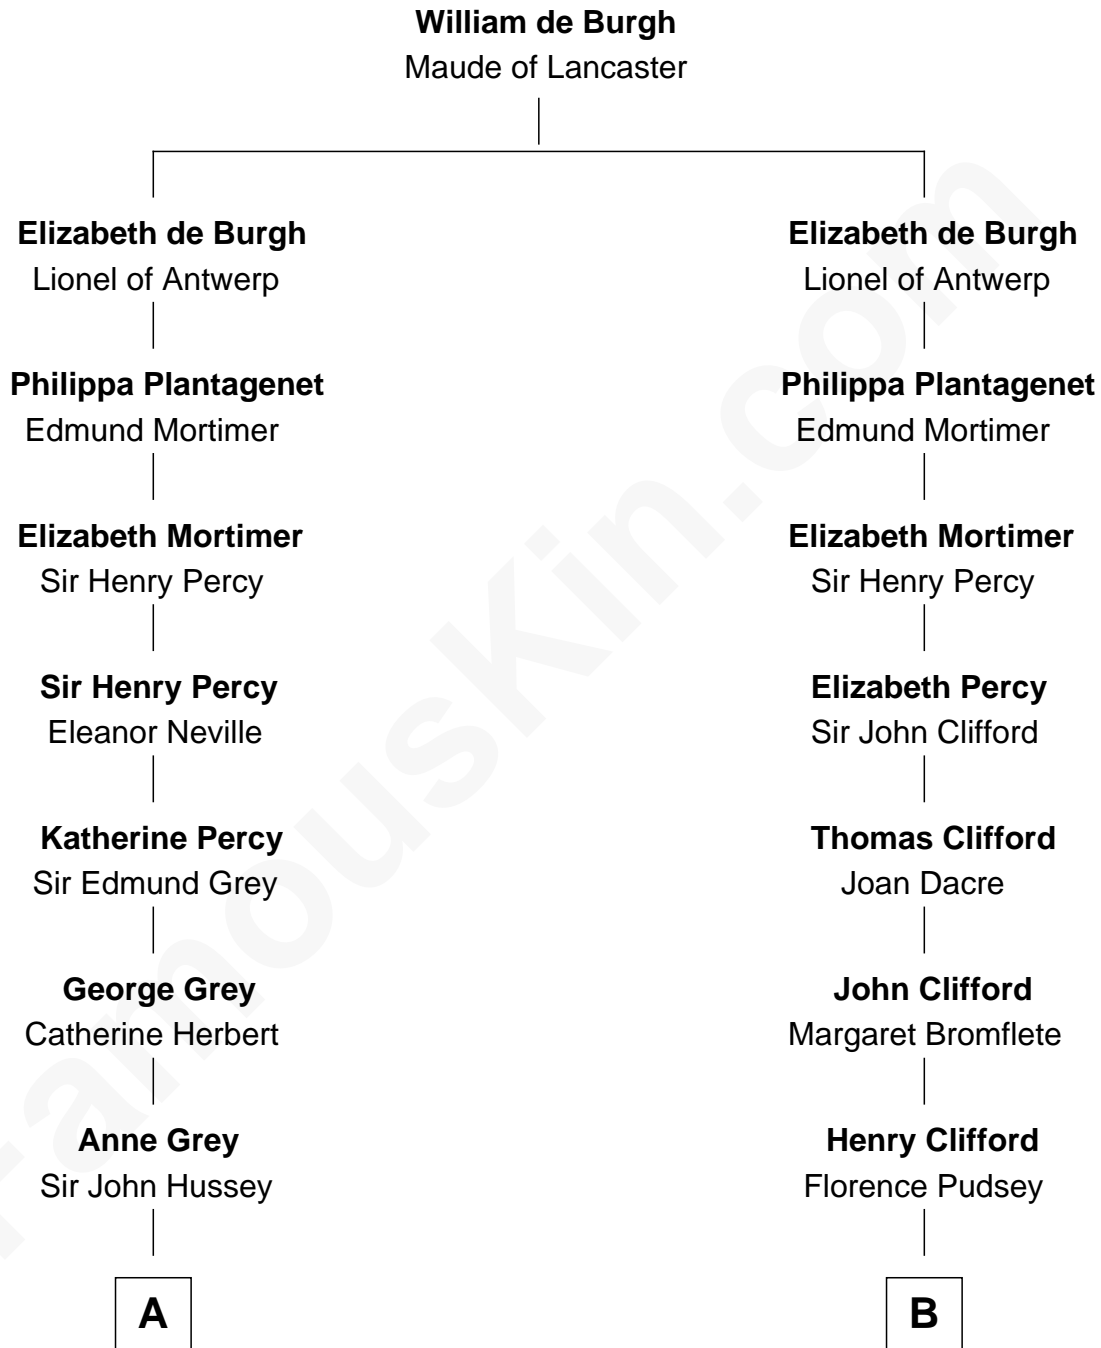 William de Burgh
Maude of Lancaster
Elizabeth de Burgh
Lionel of Antwerp
Elizabeth de Burgh
Lionel of Antwerp
Philippa Plantagenet
Edmund Mortimer
Philippa Plantagenet
Edmund Mortimer
Elizabeth Mortimer
Sir Henry Percy
Elizabeth Mortimer
Sir Henry Percy
Sir Henry Percy
Eleanor Neville
Elizabeth Percy
Sir John Clifford
Katherine Percy
Sir Edmund Grey
Thomas Clifford
Joan Dacre
George Grey
Catherine Herbert
John Clifford
Margaret Bromflete
Anne Grey
Sir John Hussey
Henry Clifford
Florence Pudsey
A
B
FamousKin.com